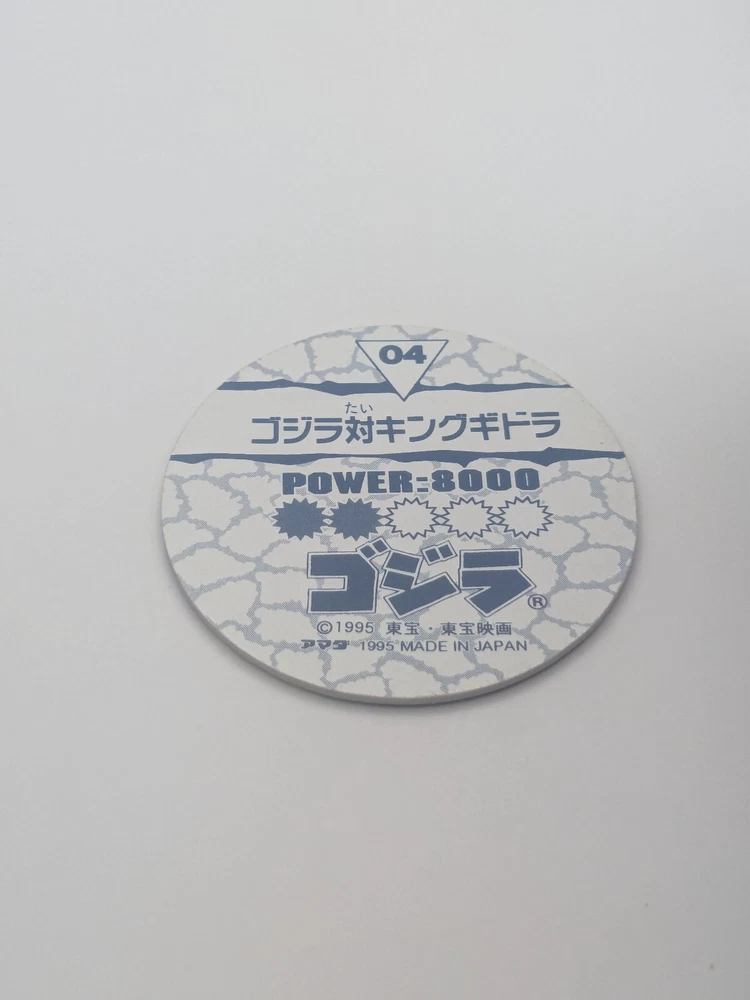 04
たい
ゴジラ対キングギドラ
POWER:8000
ゴジラ®
©1995 東宝・東宝映画
アマダ 1995 MADE IN JAPAN